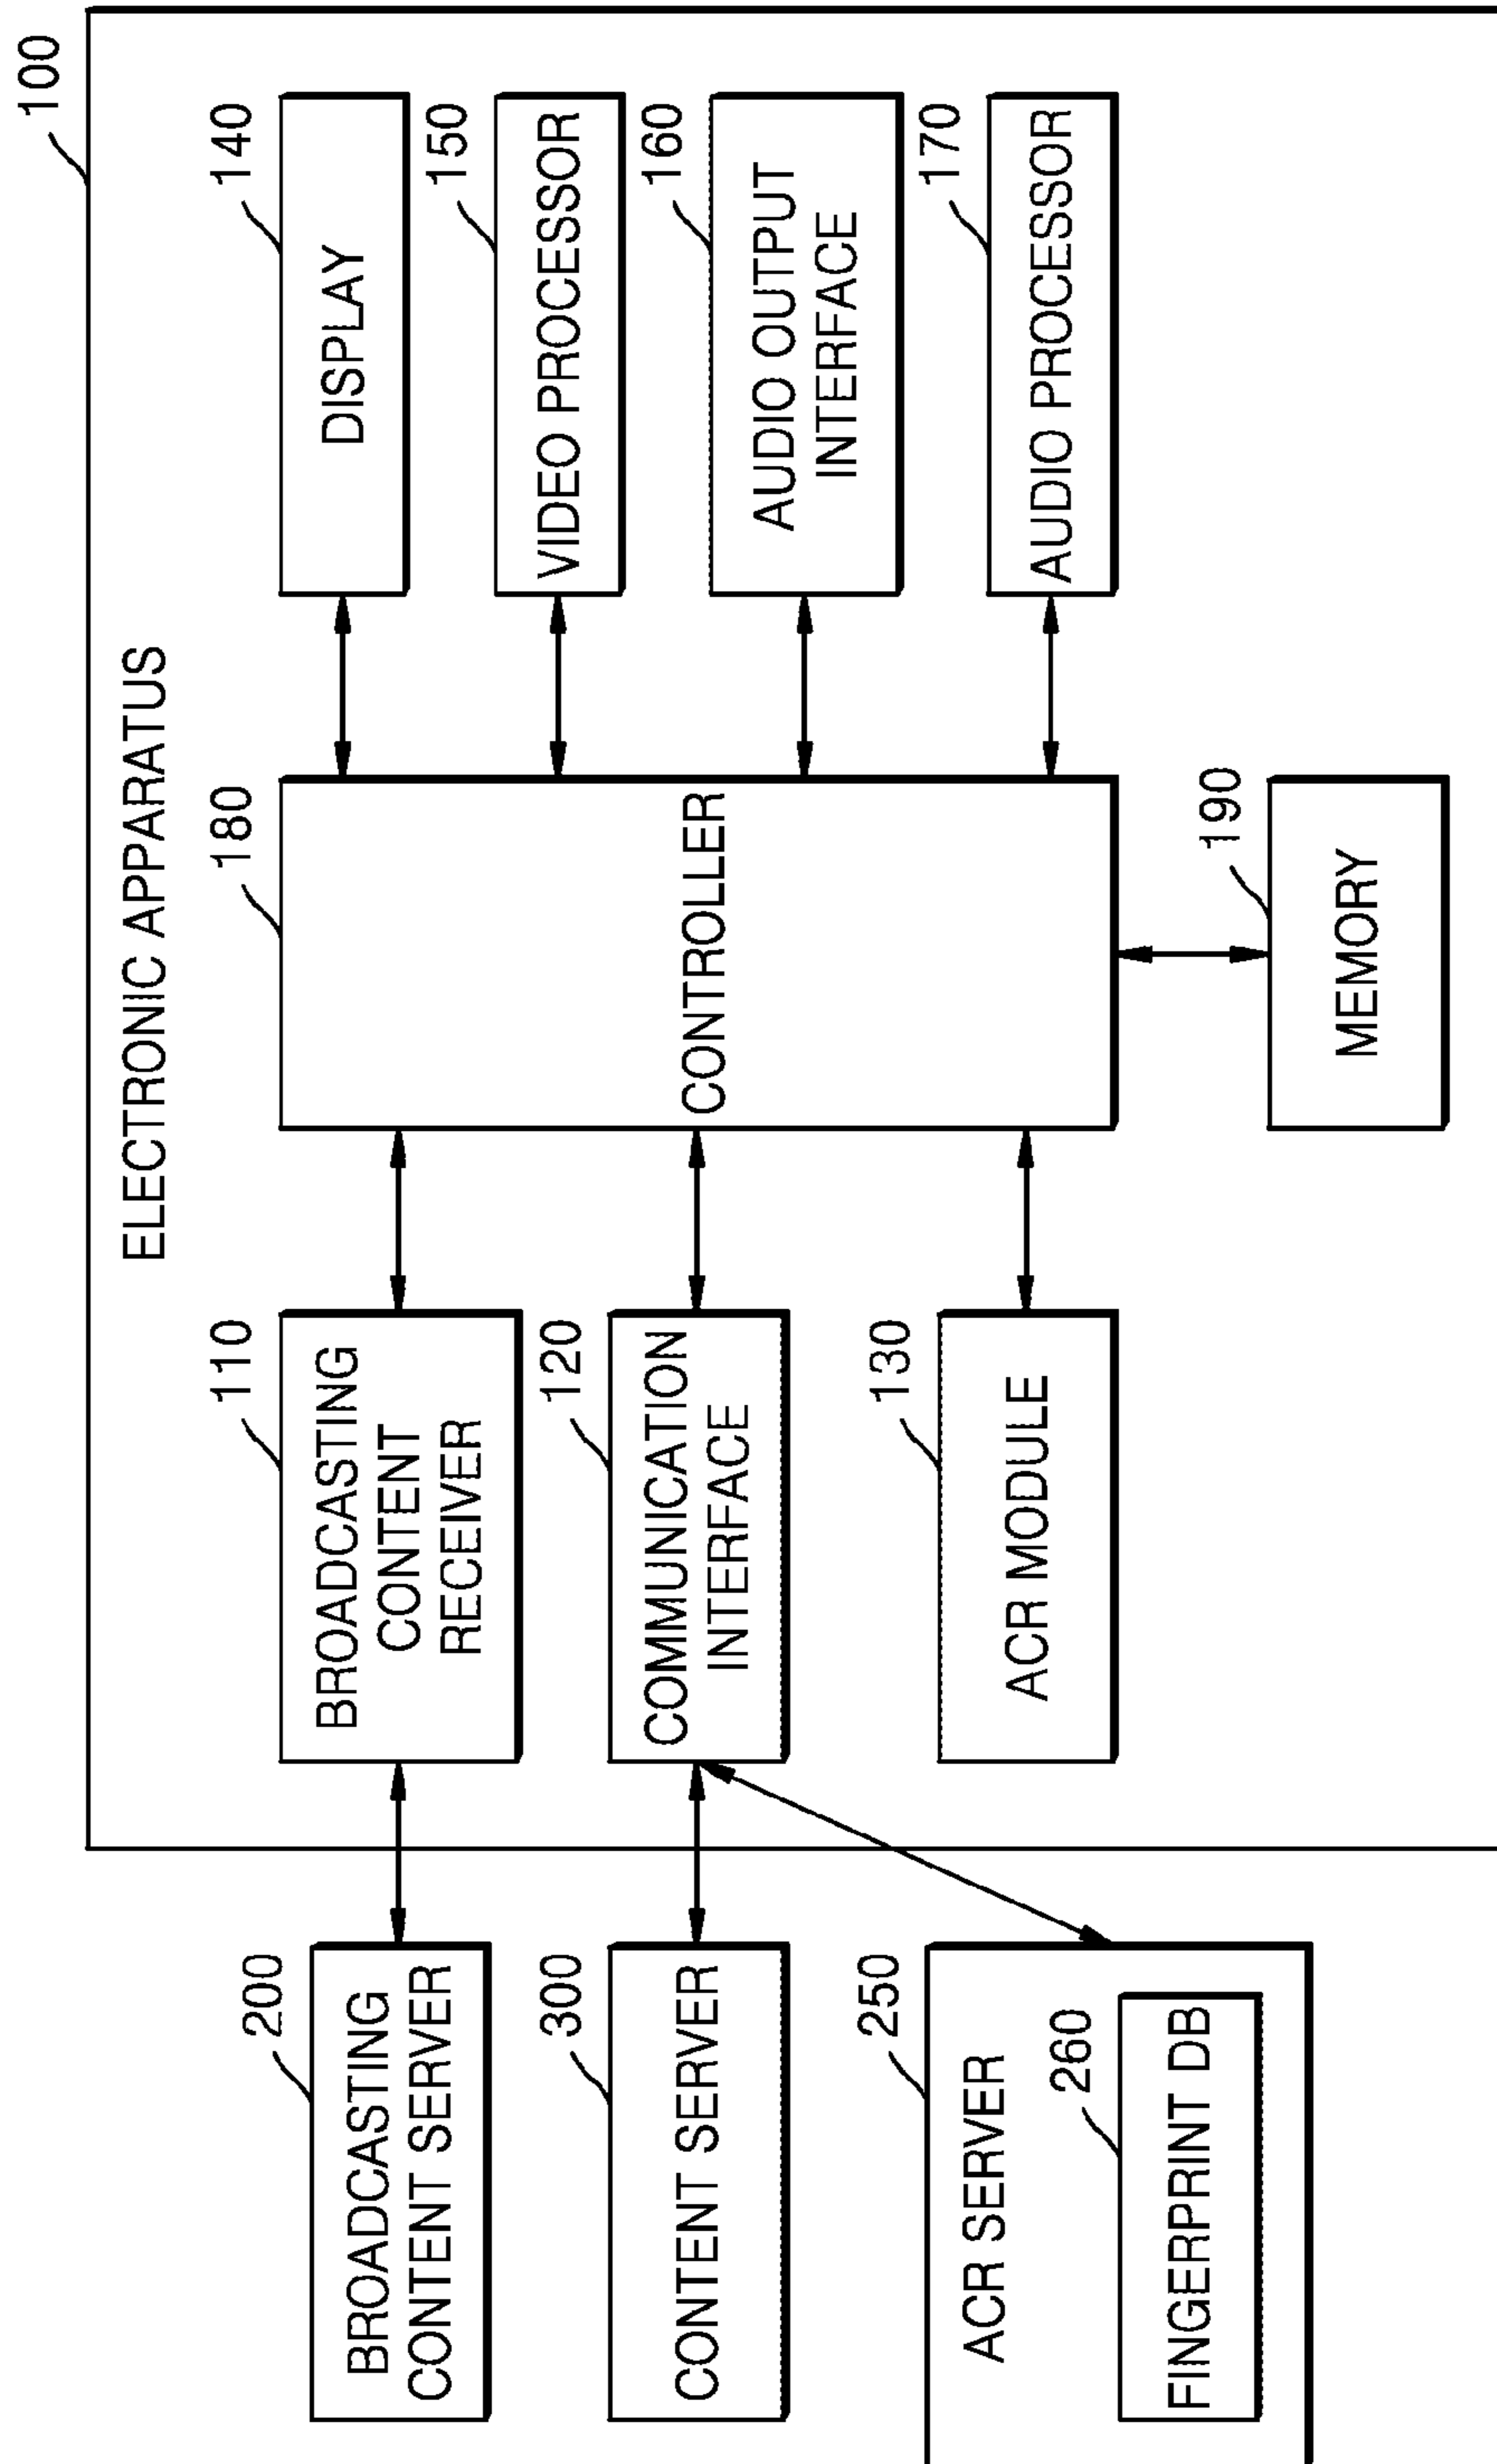 100
ELECTRONIC APPARATUS
200
BROADCASTING
CONTENT SERVER
110
BROADCASTING
CONTENT
RECEIVER
180
CONTROLLER
140
DISPLAY
150
VIDEO PROCESSOR
300
CONTENT SERVER
120
COMMUNICATION
INTERFACE
160
AUDIO OUTPUT
INTERFACE
250
ACR SERVER
260
FINGERPRINT DB
130
ACR MODULE
170
AUDIO PROCESSOR
190
MEMORY